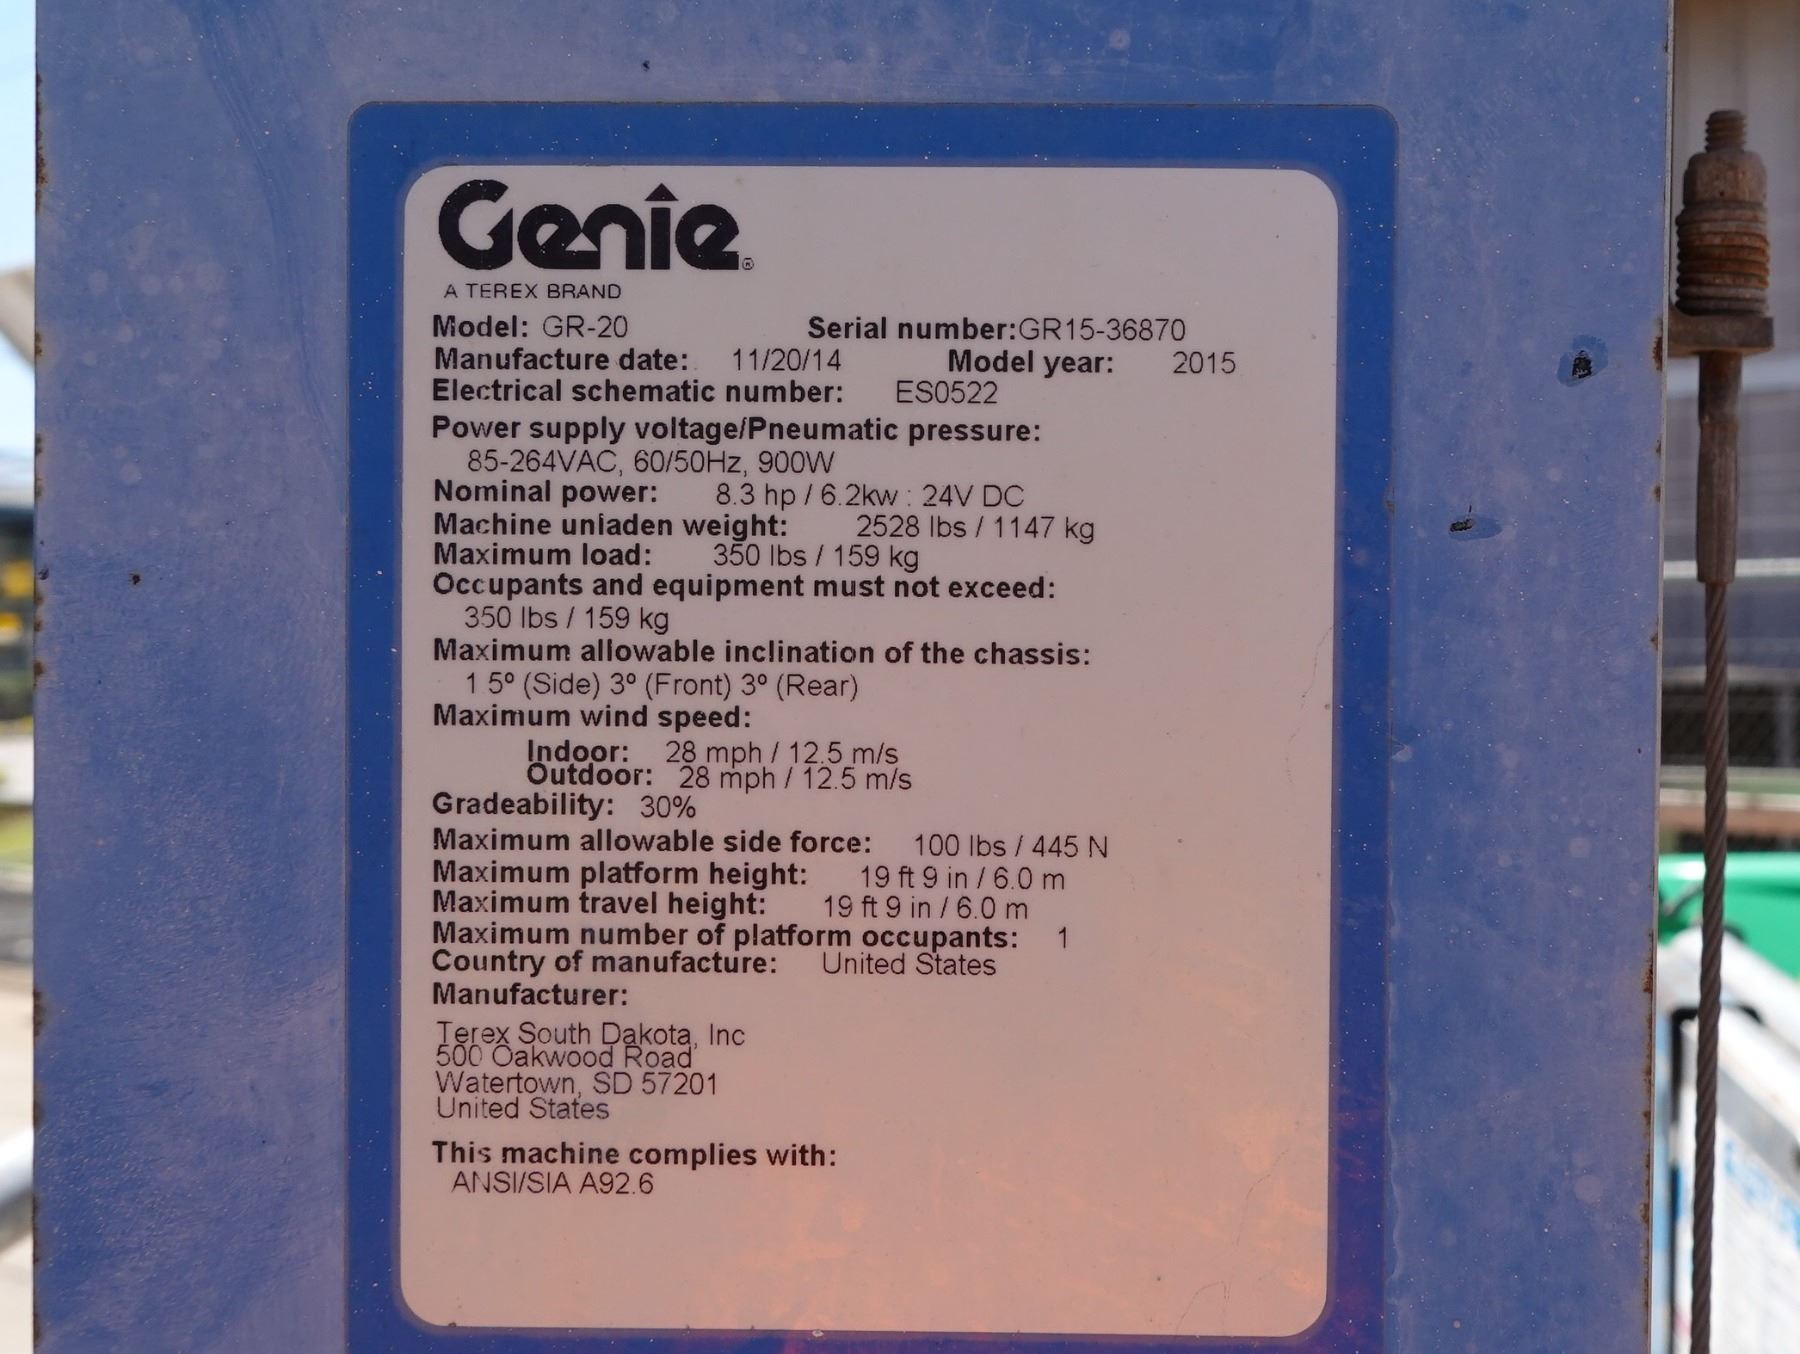 Genie®
A TEREX BRAND
Model: GR-20 Serial number:GR15-36870
Manufacture date: 11/20/14 Model year: 2015
Electrical schematic number: ES0522
Power supply voltage/Pneumatic pressure:
85-264VAC, 60/50Hz, 900W
Nominal power: 8.3 hp / 6.2kw : 24V DC
Machine unladen weight: 2528 lbs / 1147 kg
Maximum load: 350 lbs / 159 kg
Occupants and equipment must not exceed:
350 lbs / 159 kg
Maximum allowable inclination of the chassis:
1 5º (Side) 3º (Front) 3º (Rear)
Maximum wind speed:
Indoor: 28 mph / 12.5 m/s
Outdoor: 28 mph / 12.5 m/s
Gradeability: 30%
Maximum allowable side force: 100 lbs / 445 N
Maximum platform height: 19 ft 9 in / 6.0 m
Maximum travel height: 19 ft 9 in / 6.0 m
Maximum number of platform occupants: 1
Country of manufacture: United States
Manufacturer:
Terex South Dakota, Inc
500 Oakwood Road
Watertown, SD 57201
United States
This machine complies with:
ANSI/SIA A92.6